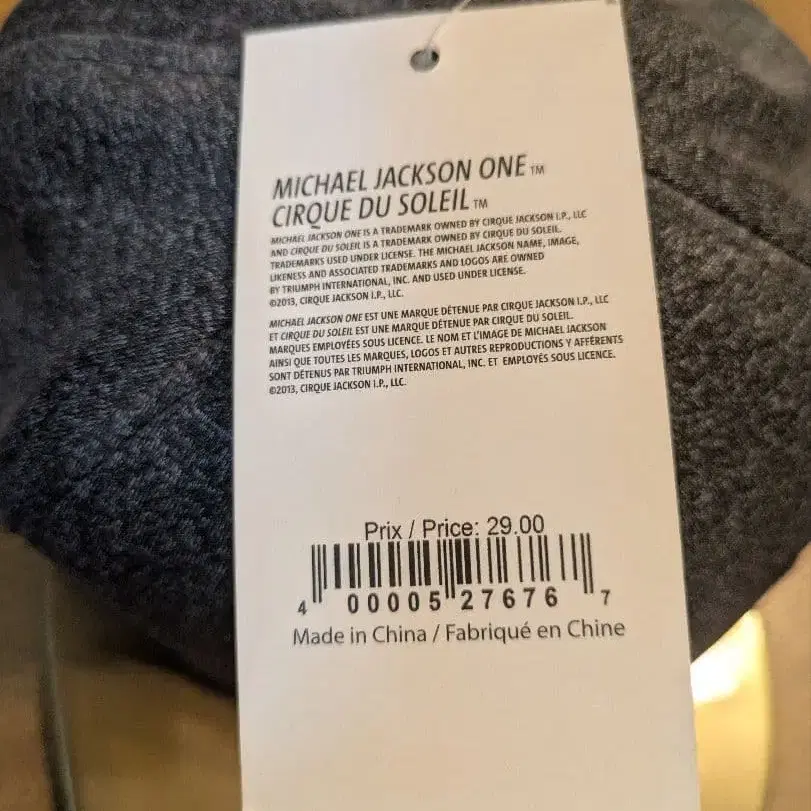 MICHAEL JACKSON ONE™
CIRQUE DU SOLEIL™
MICHAEL JACKSON ONE IS A TRADEMARK OWNED BY CIRQUE JACKSON I.P., LLC
AND CIRQUE DU SOLEIL IS A TRADEMARK OWNED BY CIRQUE DU SOLEIL.
TRADEMARKS USED UNDER LICENSE. THE MICHAEL JACKSON NAME, IMAGE,
LIKENESS AND ASSOCIATED TRADEMARKS AND LOGOS ARE OWNED
BY TRIUMPH INTERNATIONAL, INC. AND USED UNDER LICENSE.
©2013, CIRQUE JACKSON I.P., LLC.
MICHAEL JACKSON ONE EST UNE MARQUE DÉTENUE PAR CIRQUE JACKSON I.P., LLC
ET CIRQUE DU SOLEIL EST UNE MARQUE DÉTENUE PAR CIRQUE DU SOLEIL.
MARQUES EMPLOYÉES SOUS LICENCE. LE NOM ET L'IMAGE DE MICHAEL JACKSON
AINSI QUE TOUTES LES MARQUES, LOGOS ET AUTRES REPRODUCTIONS Y AFFÉRENTS
SONT DÉTENUS PAR TRIUMPH INTERNATIONAL, INC. ET EMPLOYÉS SOUS LICENCE.
©2013, CIRQUE JACKSON I.P., LLC.
Prix / Price: 29.00
4 00005 27676 7
Made in China / Fabriqué en Chine